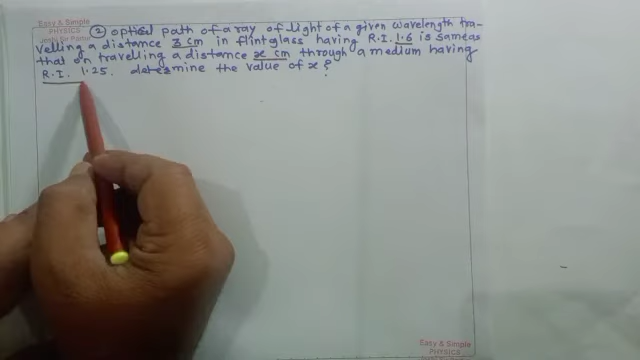 Easy & Simple
PHYSICS
② optical path of a ray of light of a given wavelength tra-
velling a distance 3 cm in flintglass having R.I. 1.6 is same as
that on travelling a distance x cm through a medium having
R.I. 1.25. determine the value of x?
Easy & Simple
PHYSICS